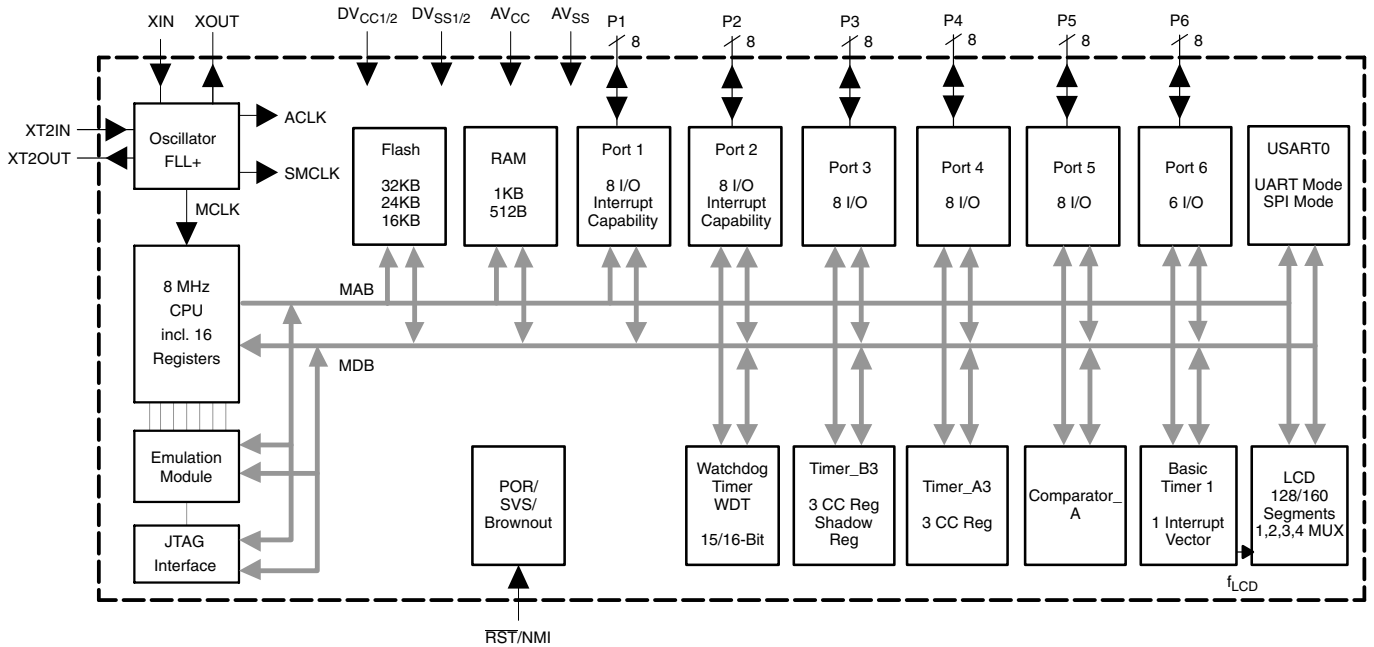 XIN
XOUT
DVCC1/2
DVSS1/2
AVCC
AVSS
P1
P2
P3
P4
P5
P6
8
8
8
8
8
8
XT2IN
XT2OUT
Oscillator
FLL+
ACLK
SMCLK
MCLK
Flash
32KB
24KB
16KB
RAM
1KB
512B
Port 1
8 I/O
Interrupt
Capability
Port 2
8 I/O
Interrupt
Capability
Port 3
8 I/O
Port 4
8 I/O
Port 5
8 I/O
Port 6
6 I/O
USART0
UART Mode
SPI Mode
8 MHz
CPU
incl. 16
Registers
MAB
MDB
Emulation
Module
JTAG
Interface
POR/
SVS/
Brownout
Watchdog
Timer
WDT
15/16-Bit
Timer_B3
3 CC Reg
Shadow
Reg
Timer_A3
3 CC Reg
Comparator_
A
Basic
Timer 1
1 Interrupt
Vector
LCD
128/160
Segments
1,2,3,4 MUX
fLCD
RST/NMI